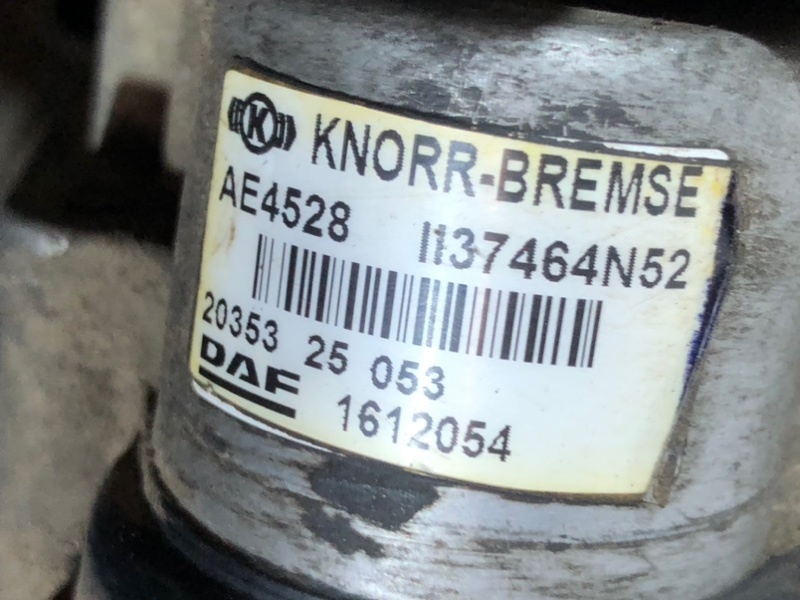 K KNORR-BREMSE
AE4528 II37464N52
20353 25 053
DAF 1612054